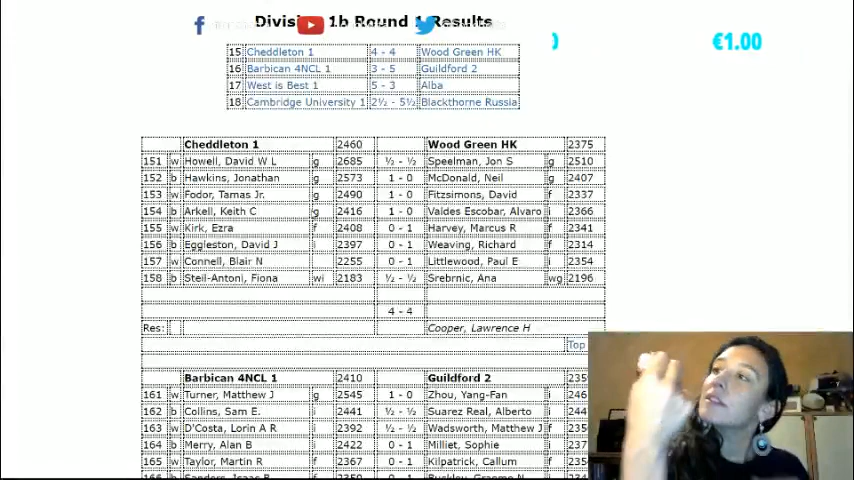 Division 1b Round 1 Results
€1.00
15 Cheddleton 1 4 - 4 Wood Green HK
16 Barbican 4NCL 1 3 - 5 Guildford 2
17 West is Best 1 5 - 3 Alba
18 Cambridge University 1 2½ - 5½ Blackthorne Russia
Cheddleton 1 2460 Wood Green HK 2375
151 w Howell, David W L g 2685 ½ - ½ Speelman, Jon S g 2510
152 b Hawkins, Jonathan g 2573 1 - 0 McDonald, Neil g 2407
153 w Fodor, Tamas Jr. g 2490 1 - 0 Fitzsimons, David f 2337
154 b Arkell, Keith C g 2416 1 - 0 Valdes Escobar, Alvaro i 2366
155 w Kirk, Ezra f 2408 0 - 1 Harvey, Marcus R f 2341
156 b Eggleston, David J i 2397 0 - 1 Weaving, Richard f 2314
157 w Connell, Blair N 2255 0 - 1 Littlewood, Paul E i 2354
158 b Steil-Antoni, Fiona wi 2183 ½ - ½ Srebrnic, Ana wg 2196
4 - 4
Res: Cooper, Lawrence H
Top
Barbican 4NCL 1 2410 Guildford 2 235
161 w Turner, Matthew J g 2545 1 - 0 Zhou, Yang-Fan i 246
162 b Collins, Sam E. i 2441 ½ - ½ Suarez Real, Alberto i 244
163 w D'Costa, Lorin A R i 2392 ½ - ½ Wadsworth, Matthew J f 235
164 b Merry, Alan B i 2422 0 - 1 Milliet, Sophie i 237
165 w Taylor, Martin R f 2367 0 - 1 Kilpatrick, Callum f 235